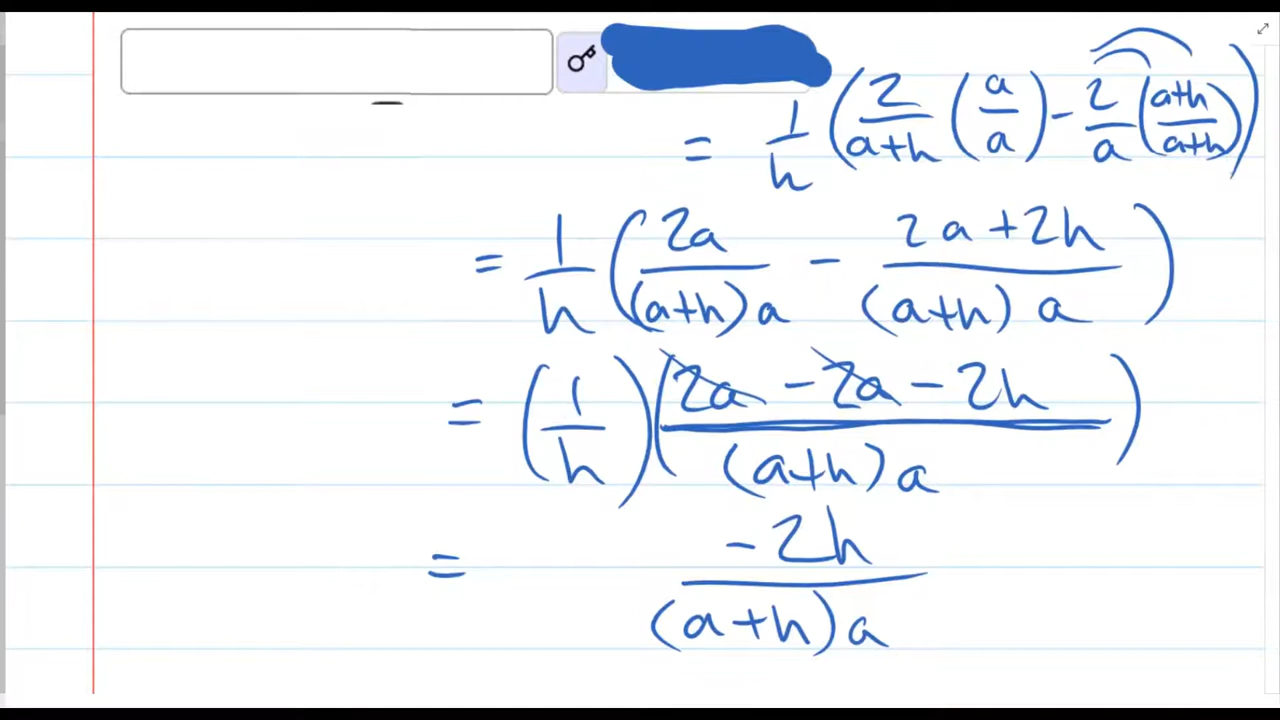 = 1/h (2/(a+h) (a/a) - 2/a ((a+h)/(a+h)))
= 1/h (2a/((a+h)a) - (2a+2h)/((a+h)a))
= (1/h)((2a - 2a - 2h)/((a+h)a))
= -2h/((a+h)a)